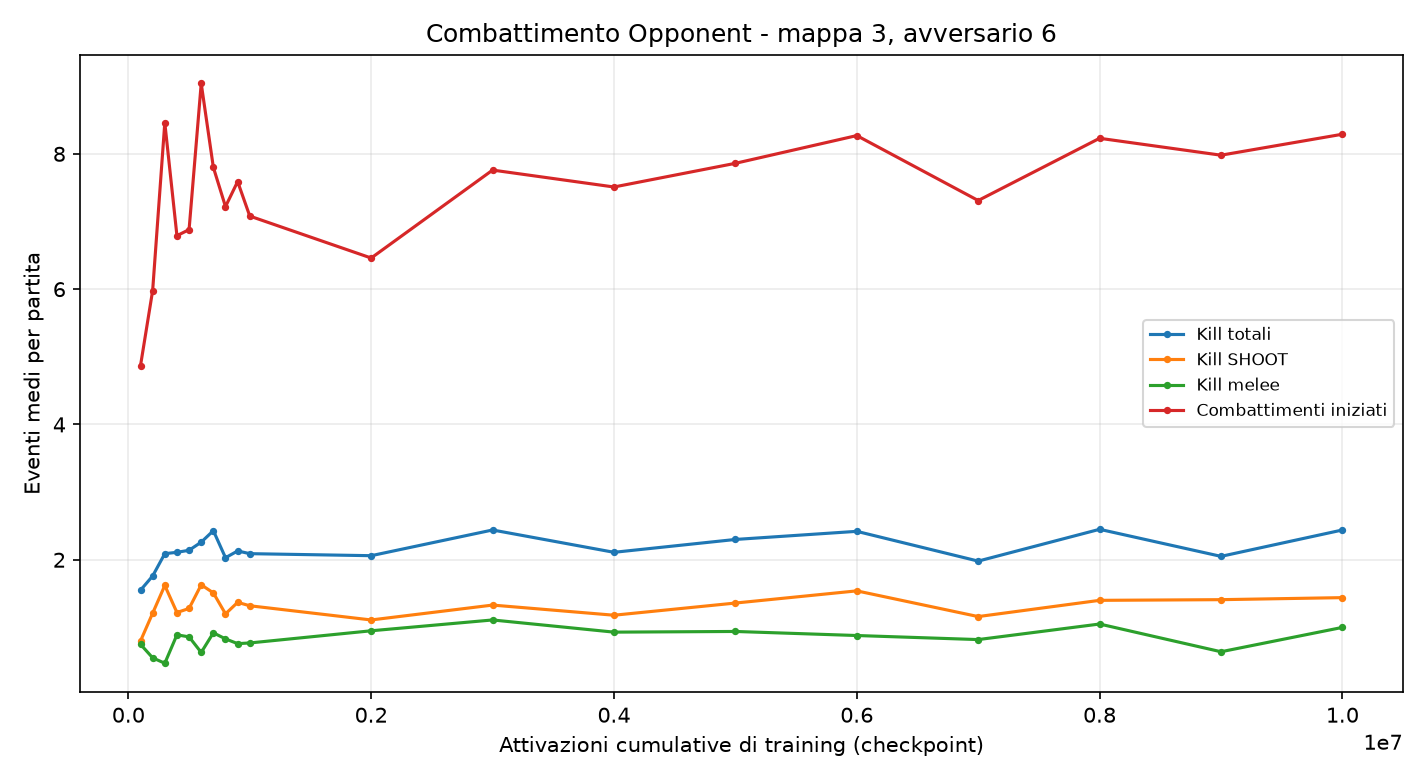 Combattimento Opponent - mappa 3, avversario 6
Eventi medi per partita
8
6
4
2
Kill totali
Kill SHOOT
Kill melee
Combattimenti iniziati
0.0
0.2
0.4
0.6
0.8
1.0
1e7
Attivazioni cumulative di training (checkpoint)